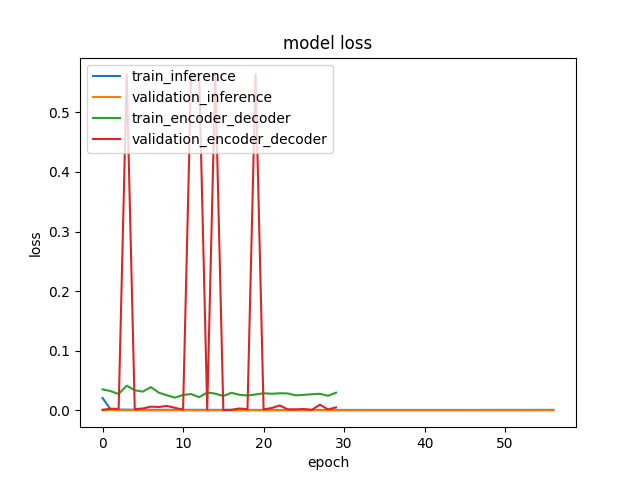 model loss
train_inference
validation_inference
train_encoder_decoder
validation_encoder_decoder
loss
0.5
0.4
0.3
0.2
0.1
0.0
0 10 20 30 40 50
epoch